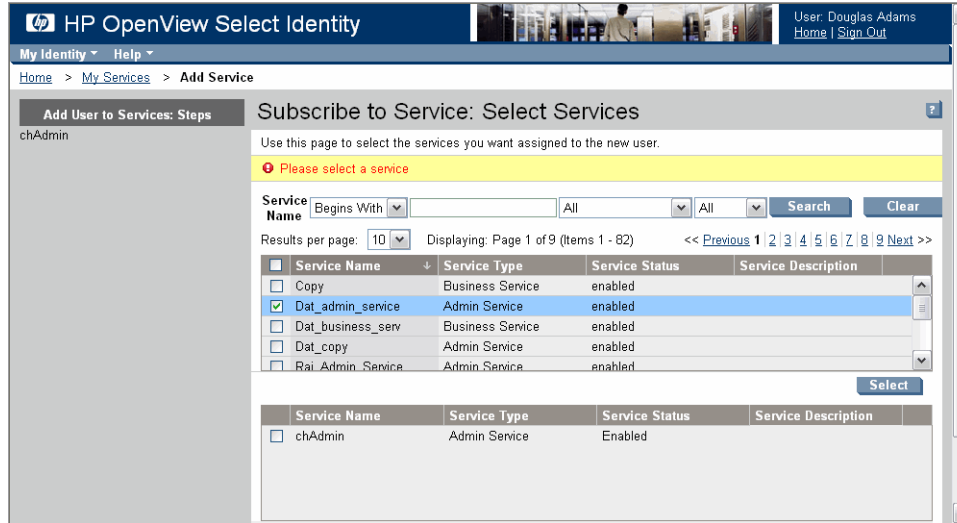 hp HP OpenView Select Identity
User: Douglas Adams
Home | Sign Out
My Identity Help
Home > My Services > Add Service
Add User to Services: Steps
chAdmin
Subscribe to Service: Select Services
?
Use this page to select the services you want assigned to the new user.
Please select a service
Service Name Begins With All All Search Clear
Results per page: 10 Displaying: Page 1 of 9 (Items 1 - 82) << Previous 1 | 2 | 3 | 4 | 5 | 6 | 7 | 8 | 9 Next >>
Service Name Service Type Service Status Service Description
Copy Business Service enabled
Dat_admin_service Admin Service enabled
Dat_business_serv Business Service enabled
Dat_copy Admin Service enabled
Raj_Admin_Service Admin Service enabled
Select
Service Name Service Type Service Status Service Description
chAdmin Admin Service Enabled